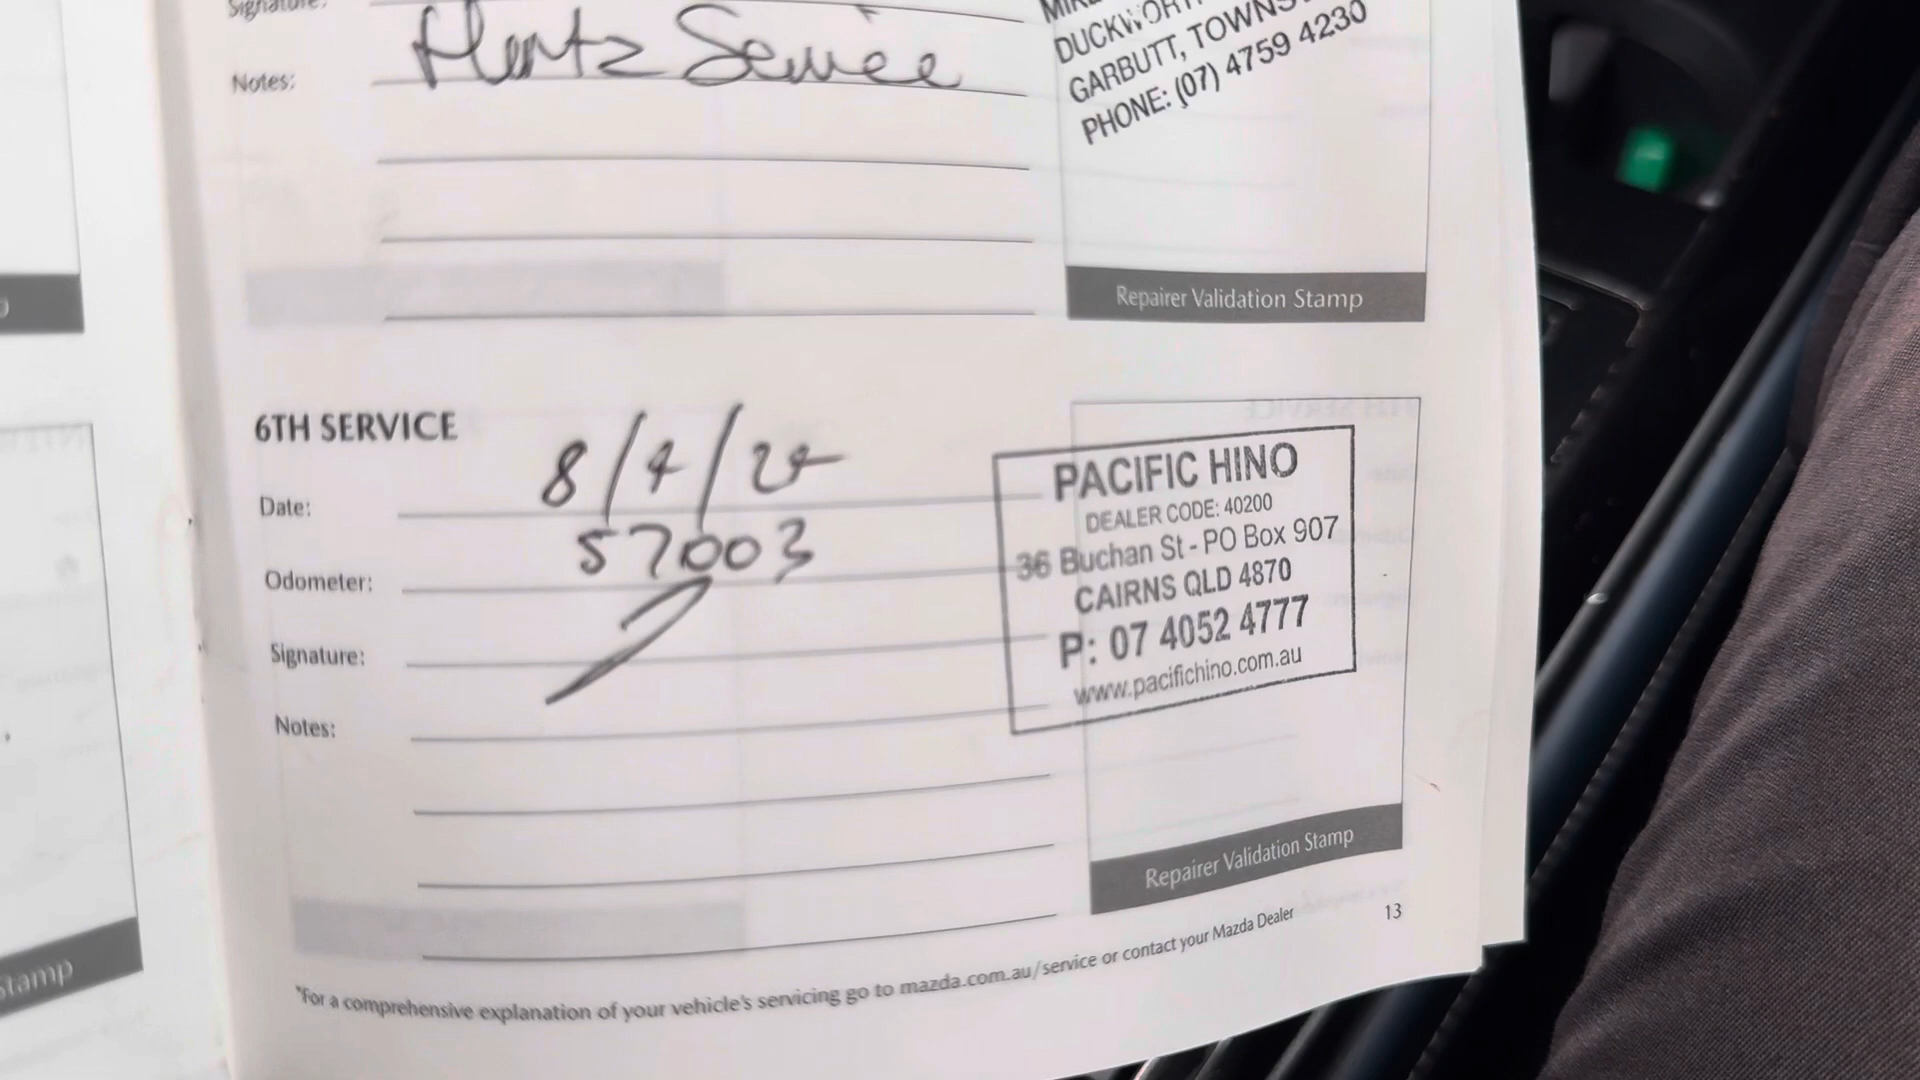 Signature:
Notes: Hertz Service
DUCKWORTH
GARBUTT, TOWNS
PHONE: (07) 4759 4230
Repairer Validation Stamp
6TH SERVICE
Date: 8/4/24
Odometer: 57003
Signature:
Notes:
PACIFIC HINO
DEALER CODE: 40200
36 Buchan St - PO Box 907
CAIRNS QLD 4870
P: 07 4052 4777
www.pacifichino.com.au
Repairer Validation Stamp
Stamp
*For a comprehensive explanation of your vehicle's servicing go to mazda.com.au/service or contact your Mazda Dealer
13